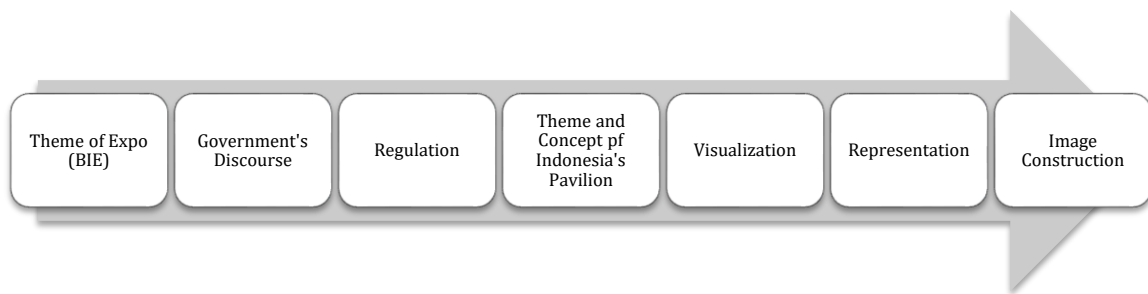 Theme of Expo
(BIE)
Government's
Discourse
Regulation
Theme and
Concept pf
Indonesia's
Pavilion
Visualization
Representation
Image
Construction